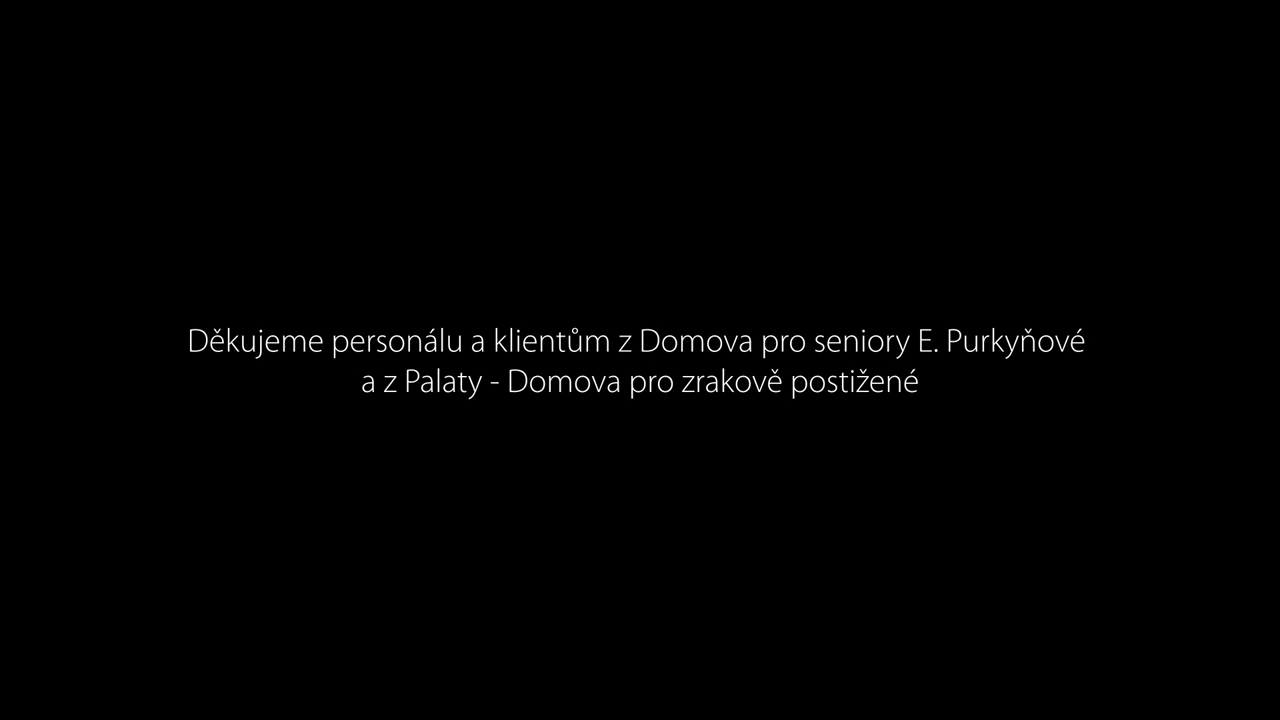 Děkujeme personálu a klientům z Domova pro seniory E. Purkyňové
a z Palaty - Domova pro zrakově postižené